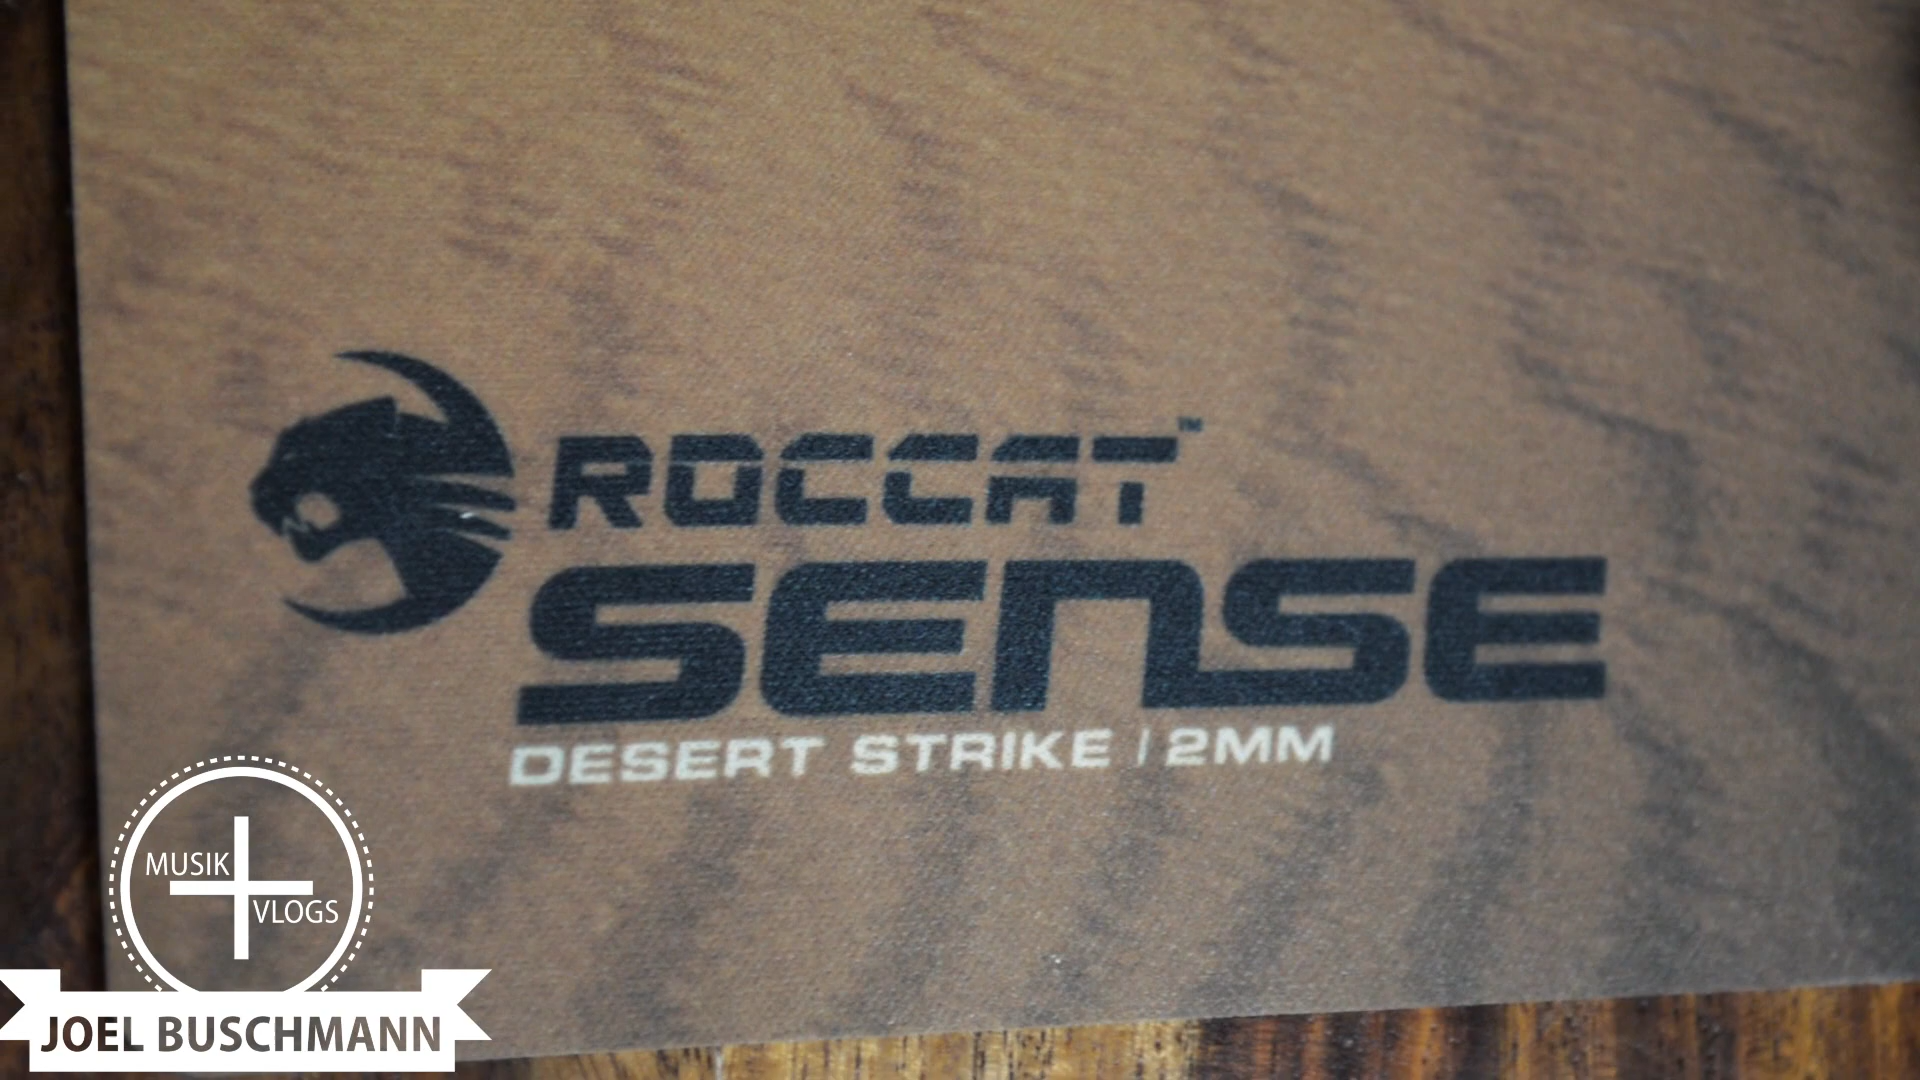 ROCCAT™
SENSE
DESERT STRIKE / 2MM
MUSIK
VLOGS
JOEL BUSCHMANN